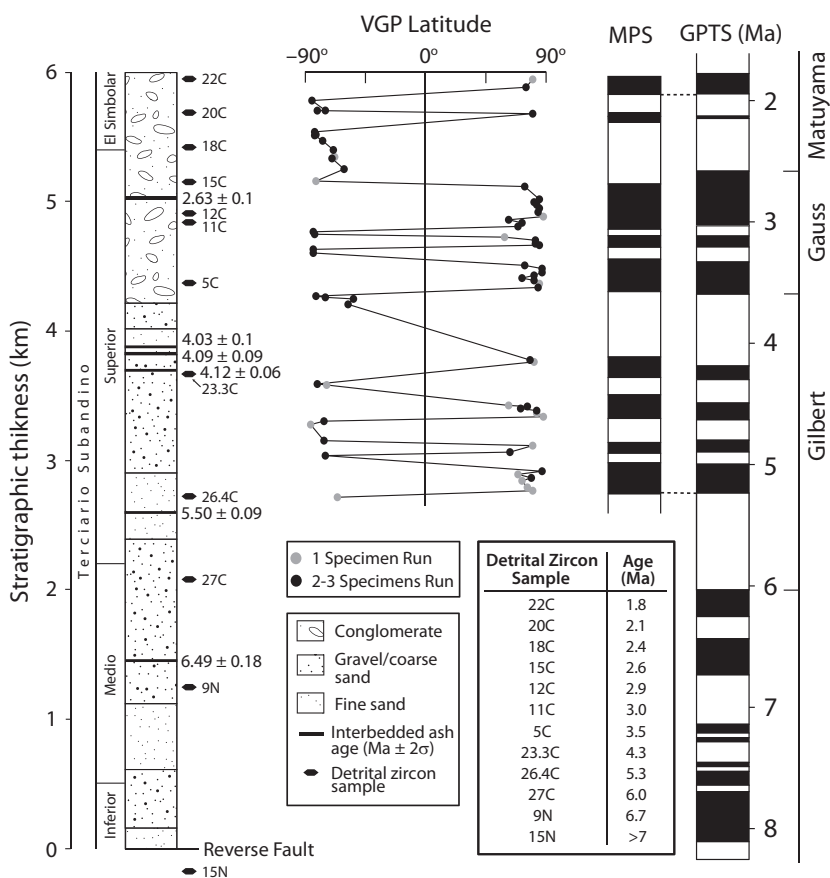 VGP Latitude
−90° 0° 90°
MPS
GPTS (Ma)
Stratigraphic thikness (km)
6
5
4
3
2
1
0
Terciario Subandino
El Simbolar
Superior
Medio
Inferior
22C
20C
18C
15C
2.63 ± 0.1
12C
11C
5C
4.03 ± 0.1
4.09 ± 0.09
4.12 ± 0.06
23.3C
26.4C
5.50 ± 0.09
27C
6.49 ± 0.18
9N
Reverse Fault
15N
1 Specimen Run
2-3 Specimens Run
Conglomerate
Gravel/coarse
sand
Fine sand
Interbedded ash
age (Ma ± 2σ)
Detrital zircon
sample
Detrital Zircon Age
Sample (Ma)
22C 1.8
20C 2.1
18C 2.4
15C 2.6
12C 2.9
11C 3.0
5C 3.5
23.3C 4.3
26.4C 5.3
27C 6.0
9N 6.7
15N >7
2
3
4
5
6
7
8
Matuyama
Gauss
Gilbert